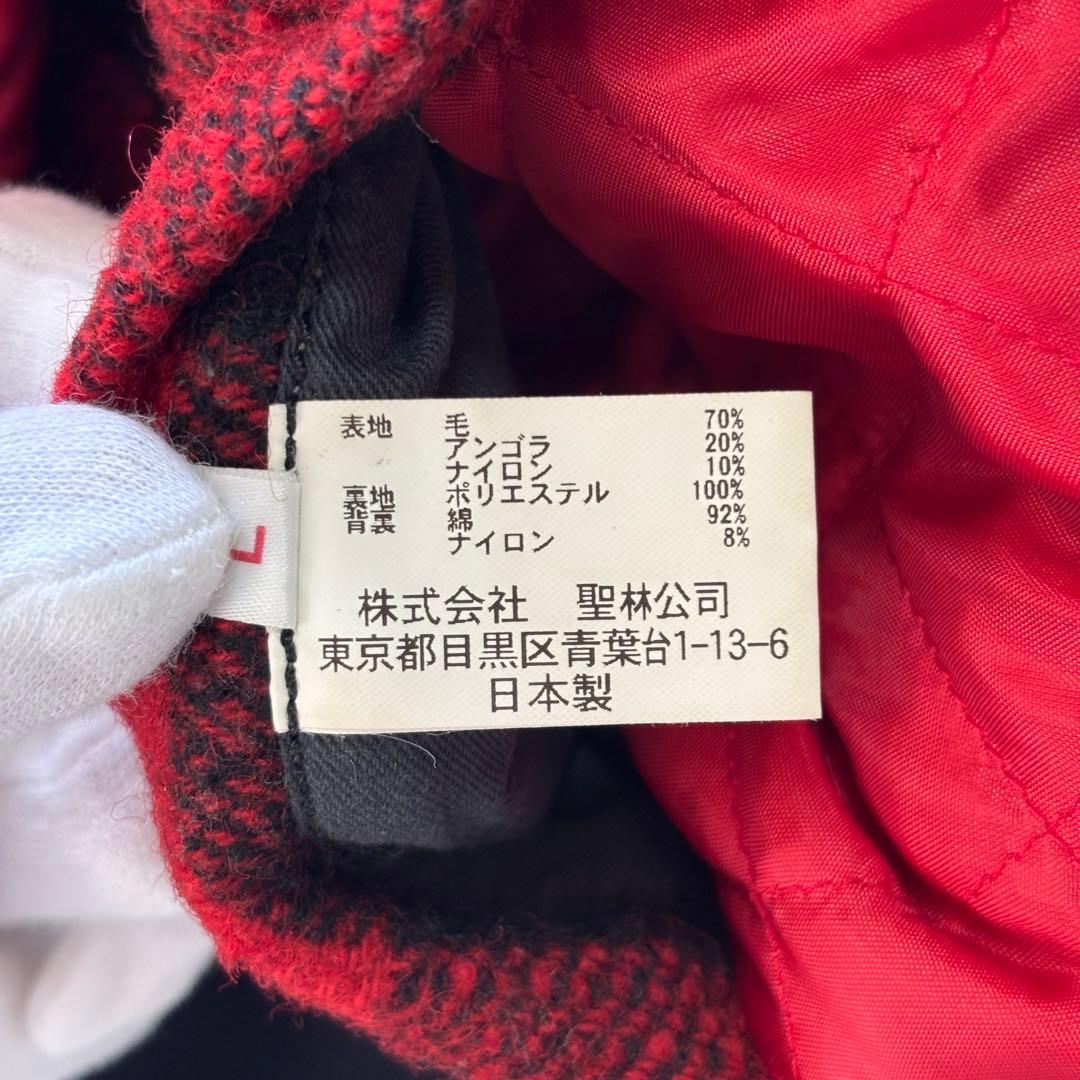 表地 毛 70%
アンゴラ 20%
ナイロン 10%
裏地 ポリエステル 100%
背裏 綿 92%
ナイロン 8%
株式会社 聖林公司
東京都目黒区青葉台1-13-6
日本製
L